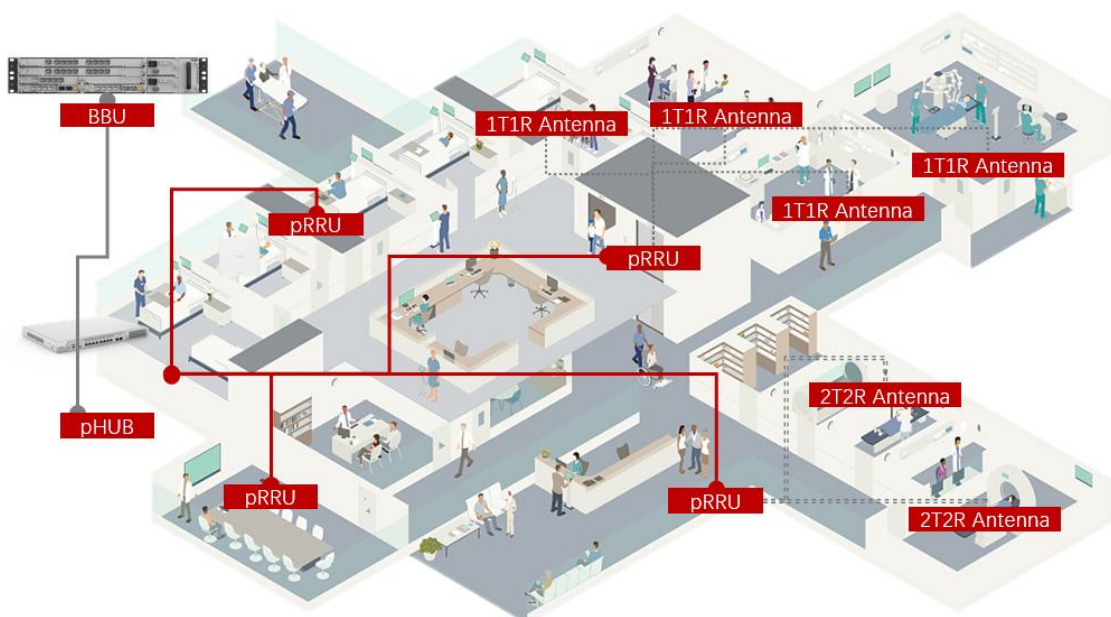 BBU
1T1R Antenna
1T1R Antenna
1T1R Antenna
1T1R Antenna
pRRU
pRRU
2T2R Antenna
pHUB
pRRU
pRRU
2T2R Antenna